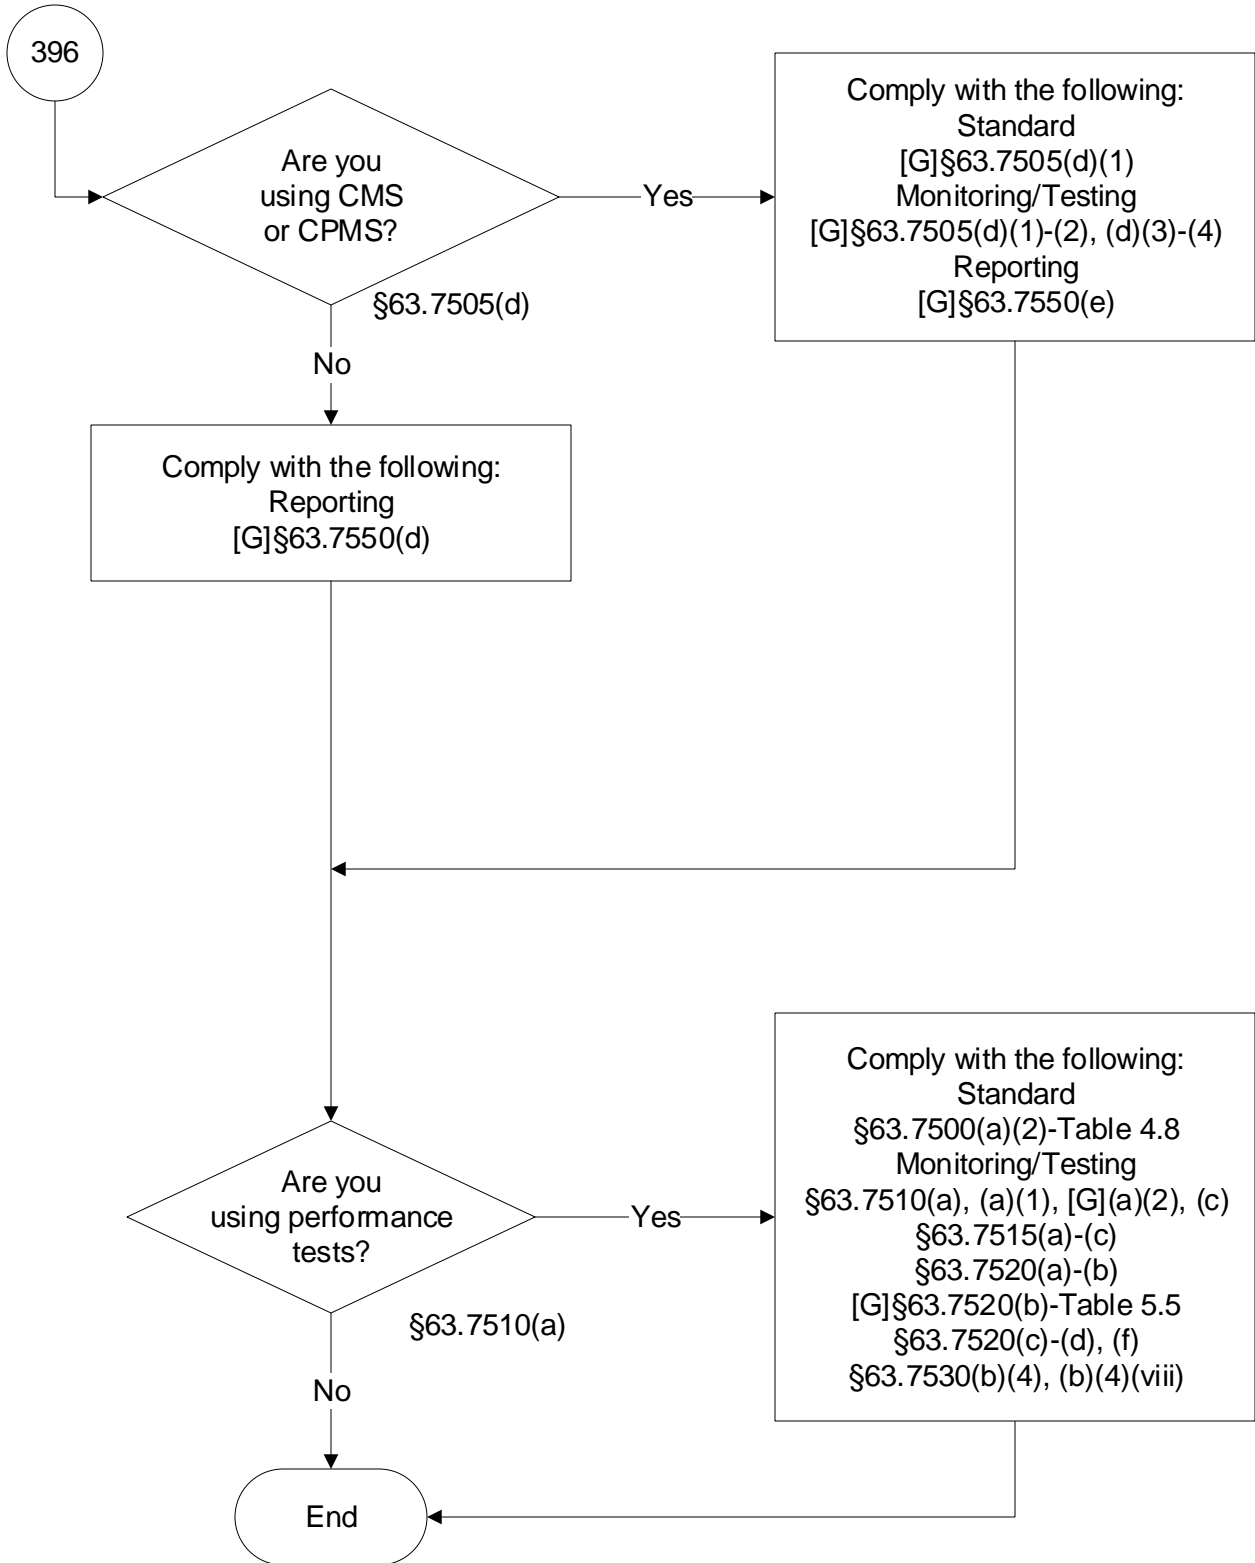 396
Are you
using CMS
or CPMS?
§63.7505(d)
Yes
Comply with the following:
Standard
[G]§63.7505(d)(1)
Monitoring/Testing
[G]§63.7505(d)(1)-(2), (d)(3)-(4)
Reporting
[G]§63.7550(e)
No
Comply with the following:
Reporting
[G]§63.7550(d)
Are you
using performance
tests?
§63.7510(a)
Yes
Comply with the following:
Standard
§63.7500(a)(2)-Table 4.8
Monitoring/Testing
§63.7510(a), (a)(1), [G](a)(2), (c)
§63.7515(a)-(c)
§63.7520(a)-(b)
[G]§63.7520(b)-Table 5.5
§63.7520(c)-(d), (f)
§63.7530(b)(4), (b)(4)(viii)
No
End